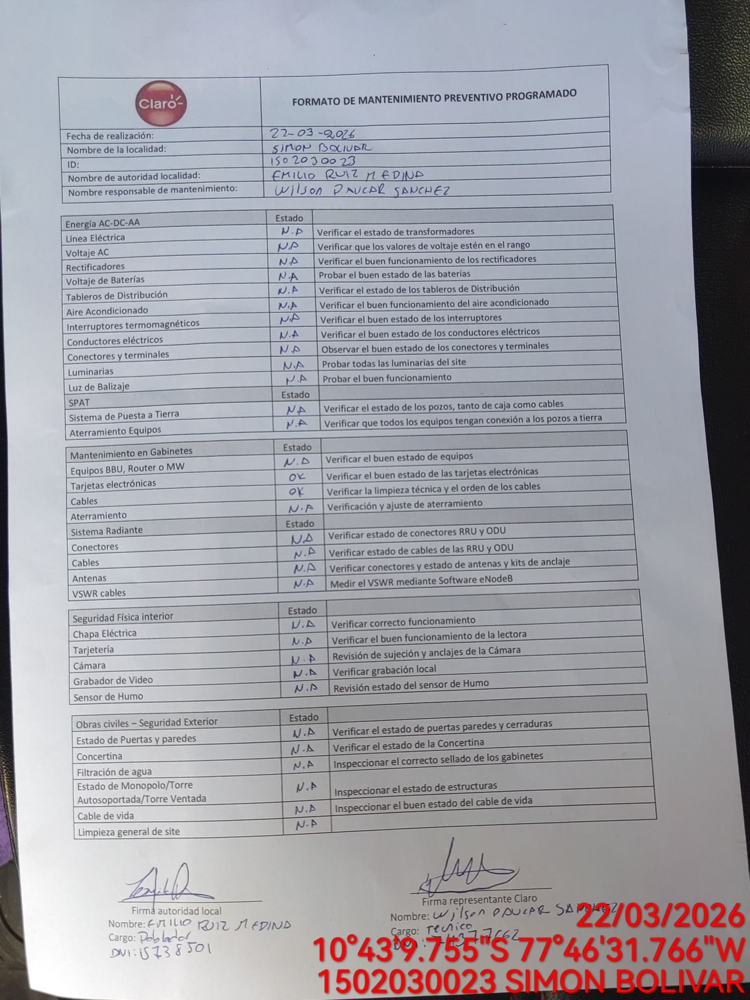 Claro
FORMATO DE MANTENIMIENTO PREVENTIVO PROGRAMADO
Fecha de realización: 22-03-2026
Nombre de la localidad: SIMON BOLIVAR
ID: 1502030023
Nombre de autoridad localidad: EMILIO RUIZ MEDINA
Nombre responsable de mantenimiento: Wilson PAUCAR SANCHEZ
Energía AC-DC-AA Estado
Línea Eléctrica N.A Verificar el estado de transformadores
Voltaje AC N.A Verificar que los valores de voltaje estén en el rango
Rectificadores N.A Verificar el buen funcionamiento de los rectificadores
Voltaje de Baterías N.A Probar el buen estado de las baterías
Tableros de Distribución N.A Verificar el estado de los tableros de Distribución
Aire Acondicionado N.A Verificar el buen funcionamiento del aire acondicionado
Interruptores termomagnéticos N.A Verificar el buen estado de los interruptores
Conductores eléctricos N.A Verificar el buen estado de los conductores eléctricos
Conectores y terminales N.A Observar el buen estado de los conectores y terminales
Luminarias N.A Probar todas las luminarias del site
Luz de Balizaje N.A Probar el buen funcionamiento
SPAT Estado
Sistema de Puesta a Tierra N.A Verificar el estado de los pozos, tanto de caja como cables
Aterramiento Equipos N.A Verificar que todos los equipos tengan conexión a los pozos a tierra
Mantenimiento en Gabinetes Estado
Equipos BBU, Router o MW N.A Verificar el buen estado de equipos
Tarjetas electrónicas OK Verificar el buen estado de las tarjetas electrónicas
Cables OK Verificar la limpieza técnica y el orden de los cables
Aterramiento N.A Verificación y ajuste de aterramiento
Sistema Radiante Estado
Conectores N.A Verificar estado de conectores RRU y ODU
Cables N.A Verificar estado de cables de las RRU y ODU
Antenas N.A Verificar conectores y estado de antenas y kits de anclaje
VSWR cables N.A Medir el VSWR mediante Software eNodeB
Seguridad Física interior Estado
Chapa Eléctrica N.A Verificar correcto funcionamiento
Tarjetería N.A Verificar el buen funcionamiento de la lectora
Cámara N.A Revisión de sujeción y anclajes de la Cámara
Grabador de Video N.A Verificar grabación local
Sensor de Humo N.A Revisión estado del sensor de Humo
Obras civiles – Seguridad Exterior Estado
Estado de Puertas y paredes N.A Verificar el estado de puertas paredes y cerraduras
Concertina N.A Verificar el estado de la Concertina
Filtración de agua N.A Inspeccionar el correcto sellado de los gabinetes
Estado de Monopolo/Torre
Autosoportada/Torre Ventada N.A Inspeccionar el estado de estructuras
Cable de vida N.A Inspeccionar el buen estado del cable de vida
Limpieza general de site N.A
Firma autoridad local
Nombre: EMILIO RUIZ MEDINA
Cargo: Poblador
DNI: 15738501
Firma representante Claro
Nombre: Wilson PAUCAR SANCHEZ
Cargo: Tecnico
DNI:
22/03/2026
10°43'9.755"S 77°46'31.766"W
1502030023 SIMON BOLIVAR